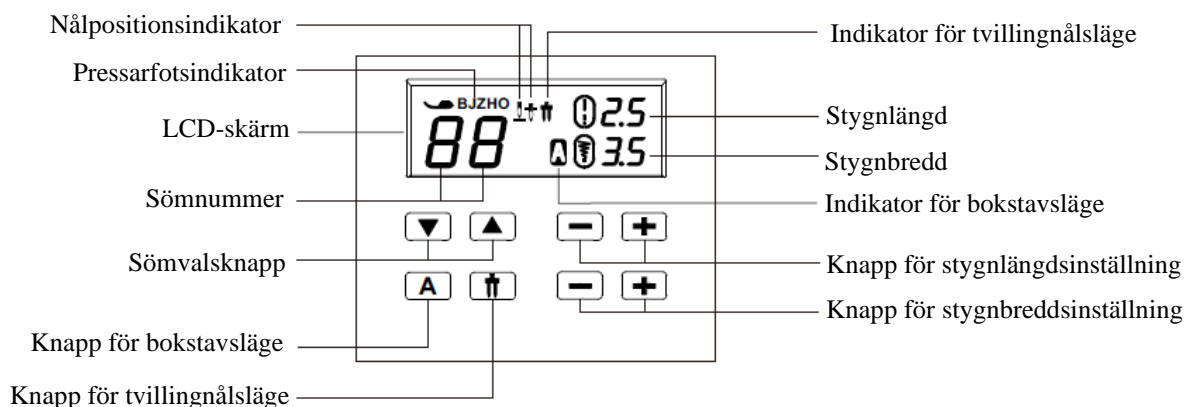 Nålpositionsindikator
Indikator för tvillingnålsläge
Pressarfotsindikator
BJZHO
2.5
Stygnlängd
LCD-skärm
88
3.5
Stygnbredd
Sömnummer
Indikator för bokstavsläge
Sömvalsknapp
Knapp för stygnlängdsinställning
A
Knapp för stygnbreddsinställning
Knapp för bokstavsläge
Knapp för tvillingnålsläge